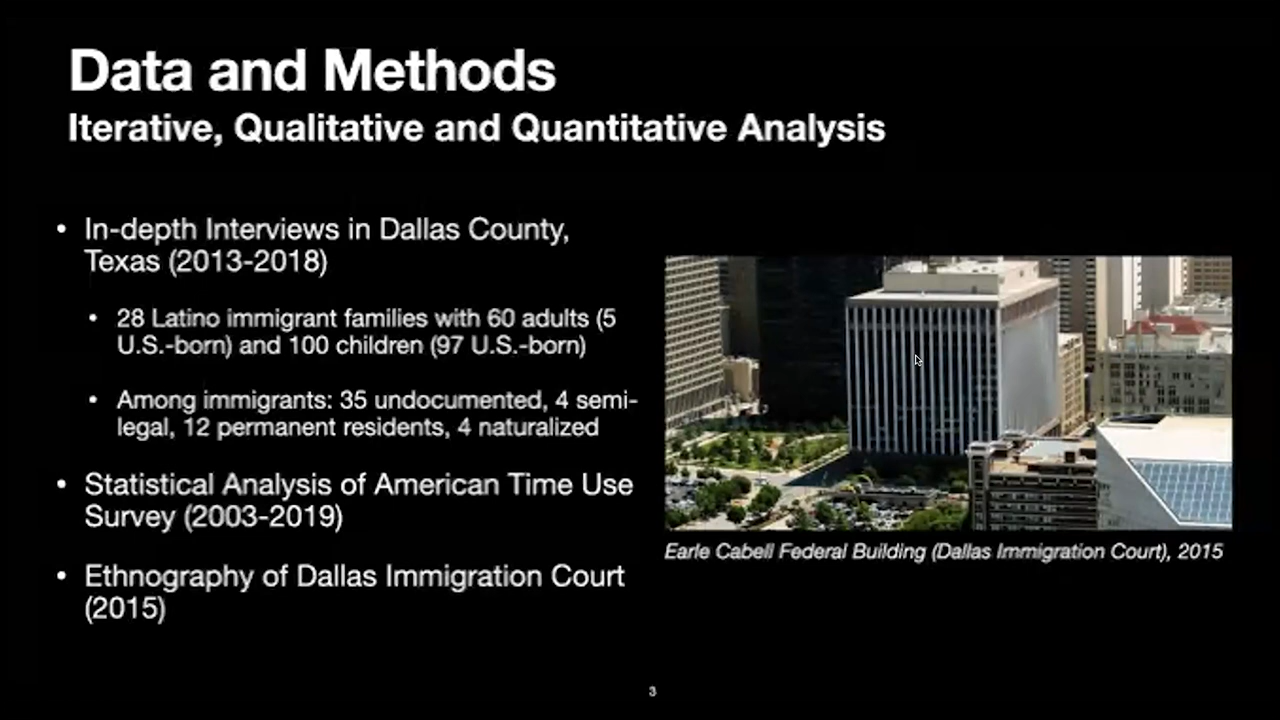 Data and Methods
Iterative, Qualitative and Quantitative Analysis
• In-depth Interviews in Dallas County,
Texas (2013-2018)
• 28 Latino immigrant families with 60 adults (5
U.S.-born) and 100 children (97 U.S.-born)
• Among immigrants: 35 undocumented, 4 semi-
legal, 12 permanent residents, 4 naturalized
• Statistical Analysis of American Time Use
Survey (2003-2019)
• Ethnography of Dallas Immigration Court
(2015)
Earle Cabell Federal Building (Dallas Immigration Court), 2015
3